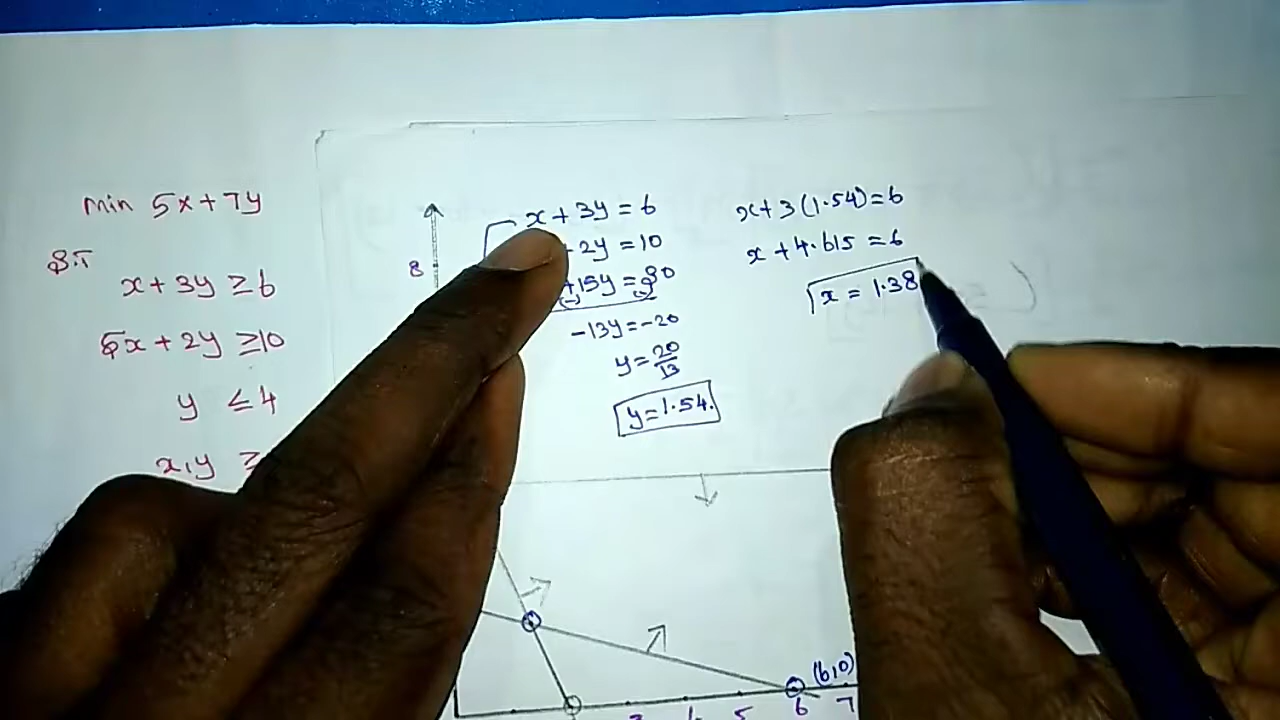 min 5x+7y
S.T
x+3y ≥6
5x+2y ≥10
y ≤4
x,y ≥
8
x+3y=6
2y=10
+15y=30
(-) (-)
-13y=-20
y=20/13
y=1.54.
x+3(1.54)=6
x+4.615=6
x=1.38
(6,0)
5 6 7